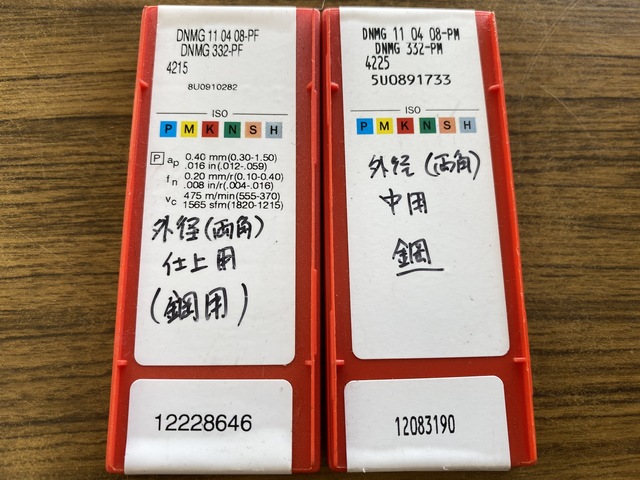 DNMG 11 04 08-PF
DNMG 332-PF
4215
8U0910282
ISO
P M K N S H
P ap 0.40 mm(0.30-1.50)
.016 in(.012-.059)
fn 0.20 mm/r(0.10-0.40)
.008 in/r(.004-.016)
vc 475 m/min(555-370)
1565 sfm(1820-1215)
外径(両角)
仕上用
(鋼用)
12228646
DNMG 11 04 08-PM
DNMG 332-PM
4225
5U0891733
ISO
P M K N S H
外径(両角)
中用
鋼
12083190